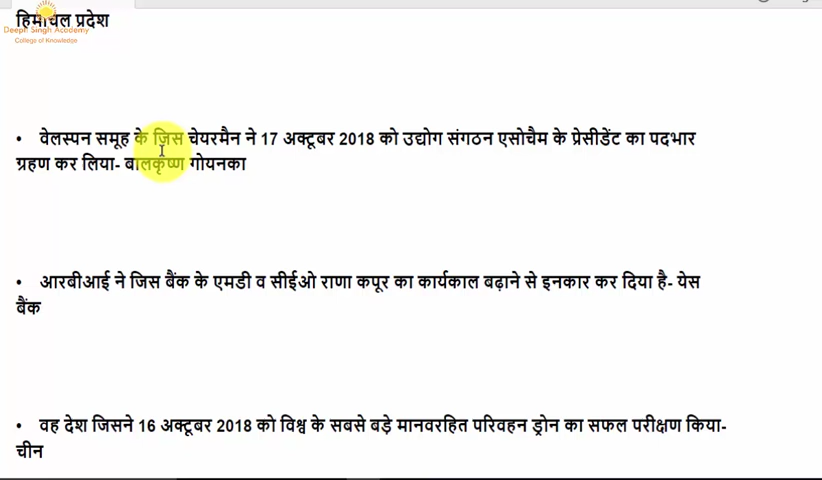 हिमाचल प्रदेश
Deeph Singh Academy
College of Knowledge
• वेलस्पन समूह के जिस चेयरमैन ने 17 अक्टूबर 2018 को उद्योग संगठन एसोचैम के प्रेसीडेंट का पदभार
ग्रहण कर लिया- बालकृष्ण गोयनका
• आरबीआई ने जिस बैंक के एमडी व सीईओ राणा कपूर का कार्यकाल बढ़ाने से इनकार कर दिया है- येस
बैंक
• वह देश जिसने 16 अक्टूबर 2018 को विश्व के सबसे बड़े मानवरहित परिवहन ड्रोन का सफल परीक्षण किया-
चीन